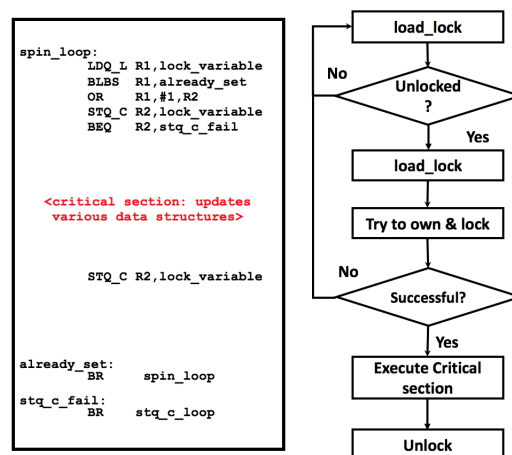 spin_loop:
LDQ_L R1,lock_variable
BLBS R1,already_set
OR R1,#1,R2
STQ_C R2,lock_variable
BEQ R2,stq_c_fail
<critical section: updates
various data structures>
STQ_C R2,lock_variable
already_set:
BR spin_loop
stq_c_fail:
BR stq_c_loop
load_lock
No
Unlocked
?
Yes
load_lock
Try to own & lock
No
Successful?
Yes
Execute Critical
section
Unlock